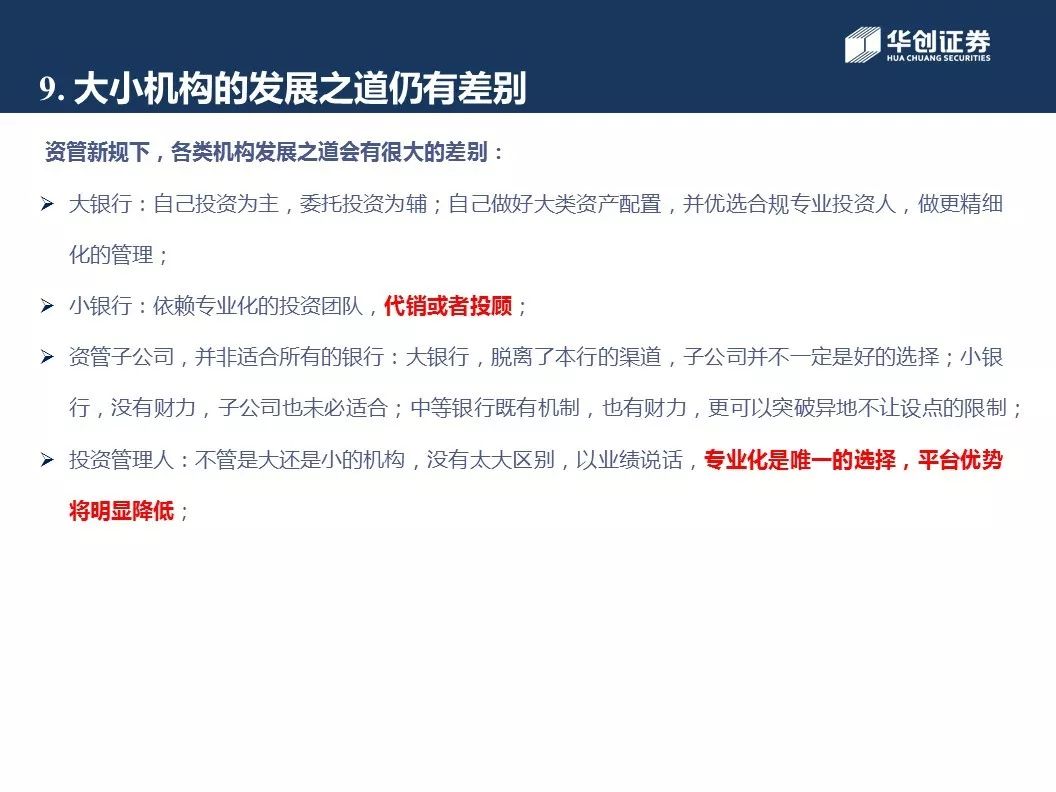 华创证券
HUA CHUANG SECURITIES
9. 大小机构的发展之道仍有差别
资管新规下，各类机构发展之道会有很大的差别：
➢ 大银行：自己投资为主，委托投资为辅；自己做好大类资产配置，并优选合规专业投资人，做更精细
化的管理；
➢ 小银行：依赖专业化的投资团队，代销或者投顾；
➢ 资管子公司，并非适合所有的银行：大银行，脱离了本行的渠道，子公司并不一定是好的选择；小银
行，没有财力，子公司也未必适合；中等银行既有机制，也有财力，更可以突破异地不让设点的限制；
➢ 投资管理人：不管是大还是小的机构，没有太大区别，以业绩说话，专业化是唯一的选择，平台优势
将明显降低；